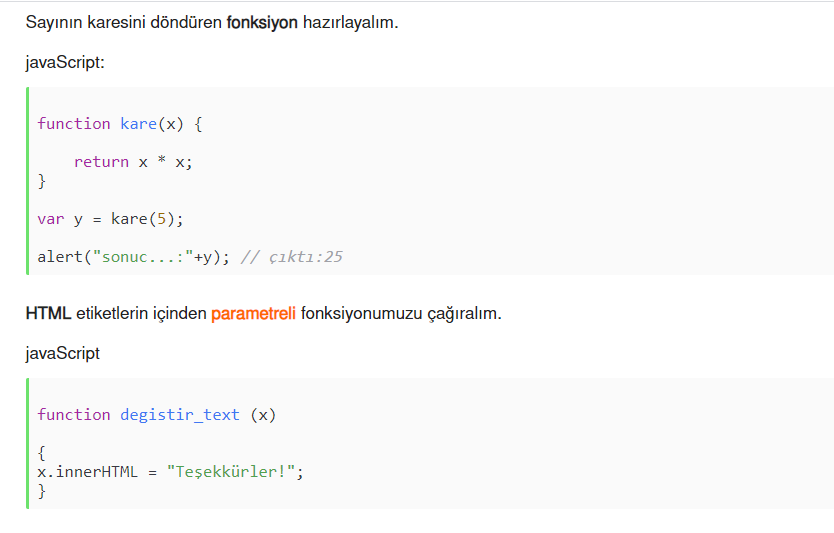 Sayının karesini döndüren fonksiyon hazırlayalım.
javaScript:
function kare(x) {
    return x * x;
}
var y = kare(5);
alert("sonuc...:"+y); // çıktı:25
HTML etiketlerin içinden parametreli fonksiyonumuzu çağıralım.
javaScript
function degistir_text (x)
{
x.innerHTML = "Teşekkürler!";
}